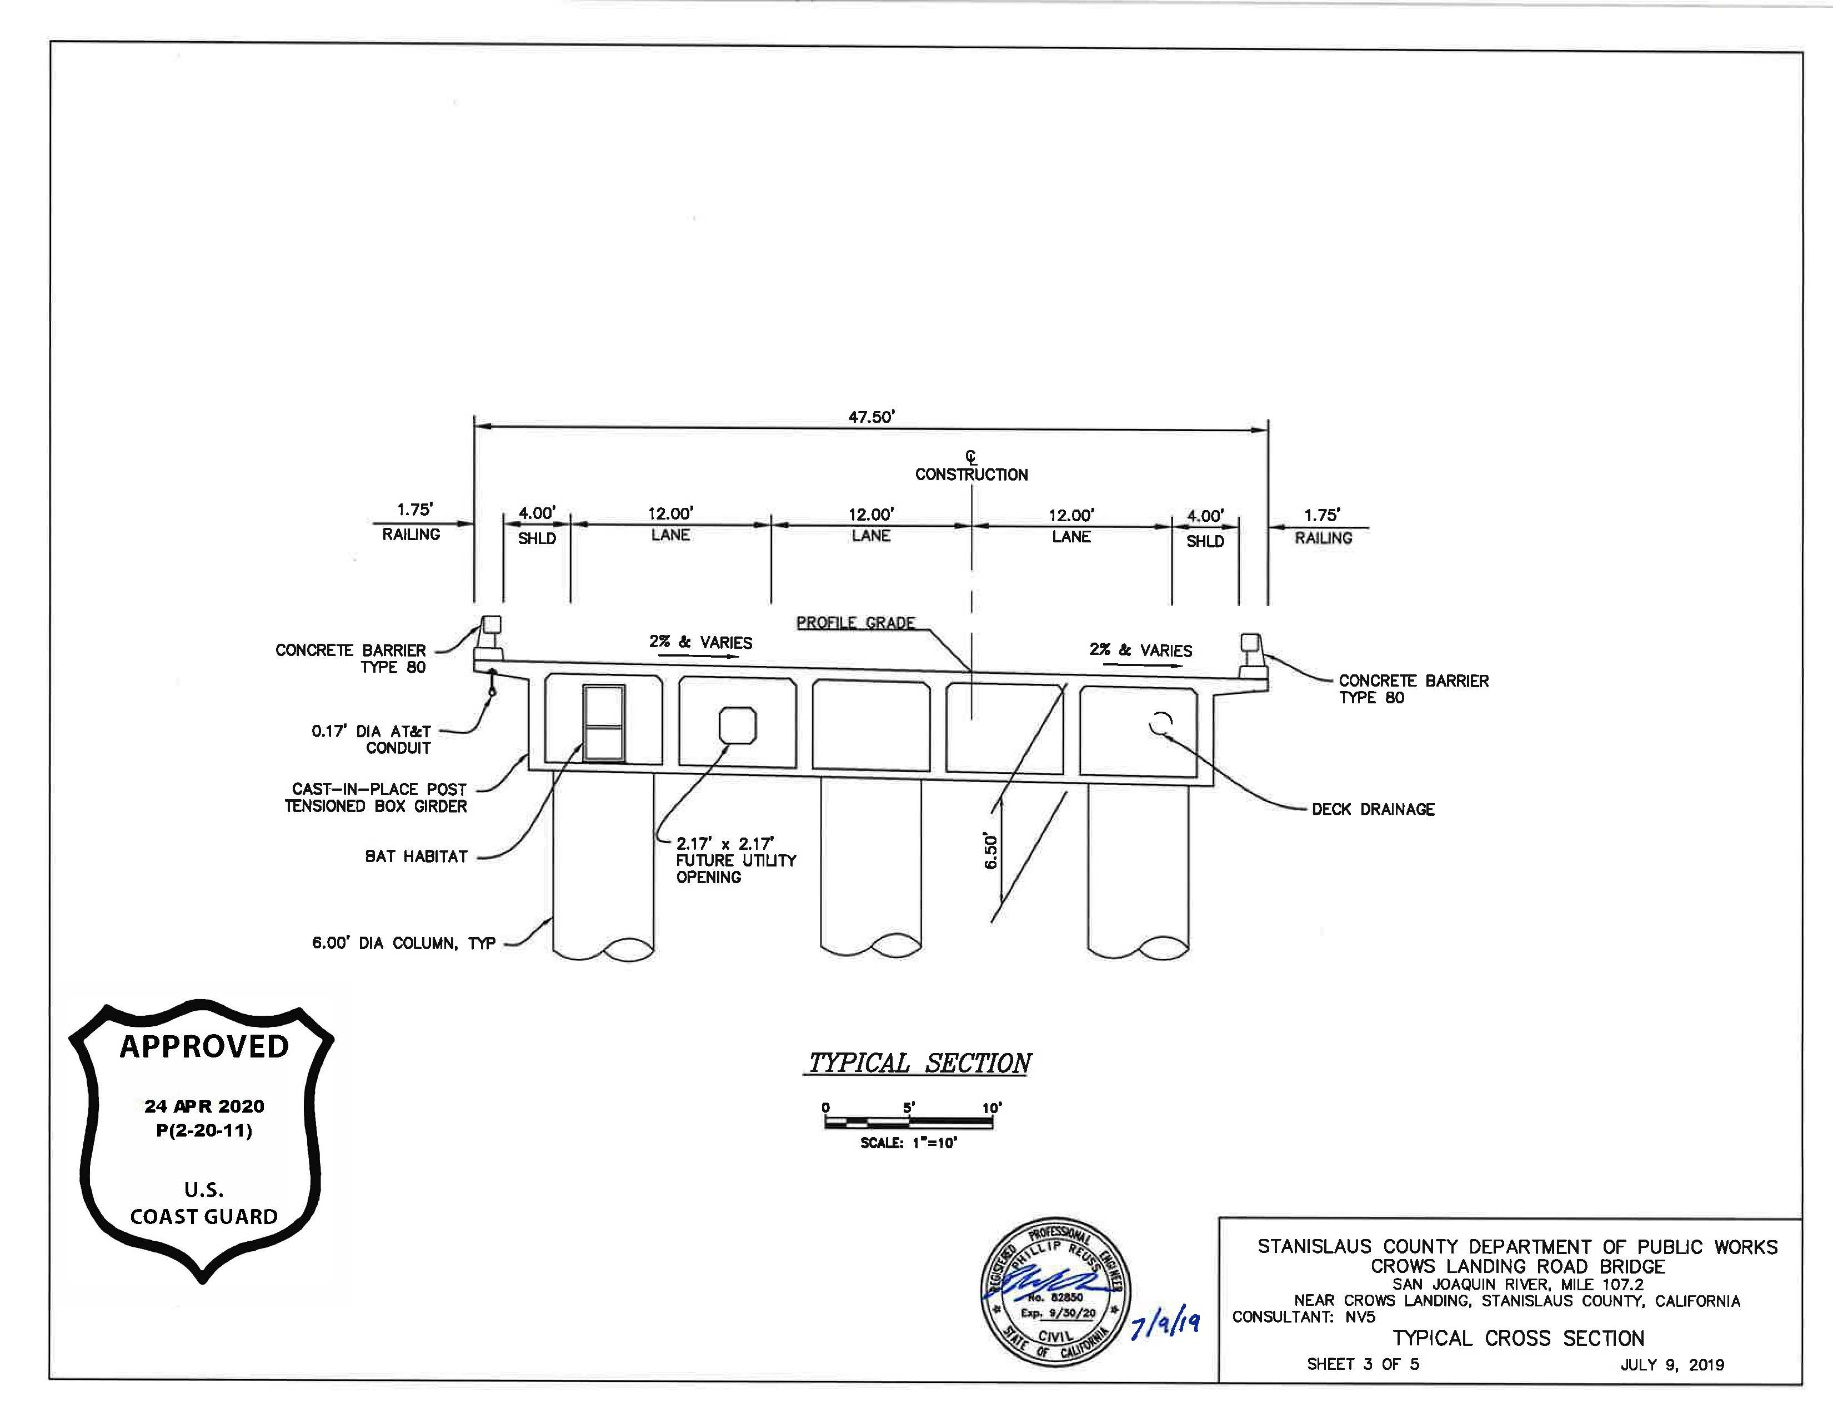 47.50'
℄
CONSTRUCTION
1.75'
RAILING
4.00'
SHLD
12.00'
LANE
12.00'
LANE
12.00'
LANE
4.00'
SHLD
1.75'
RAILING
PROFILE GRADE
2% & VARIES
2% & VARIES
CONCRETE BARRIER
TYPE 80
CONCRETE BARRIER
TYPE 80
0.17' DIA AT&T
CONDUIT
CAST-IN-PLACE POST
TENSIONED BOX GIRDER
DECK DRAINAGE
BAT HABITAT
2.17' x 2.17'
FUTURE UTILITY
OPENING
6.50'
6.00' DIA COLUMN, TYP
TYPICAL SECTION
0 5' 10'
SCALE: 1"=10'
APPROVED
24 APR 2020
P(2-20-11)
U.S.
COAST GUARD
REGISTERED PROFESSIONAL ENGINEER
PHILLIP REUSS
No. 82850
Exp. 9/30/20
CIVIL
STATE OF CALIFORNIA
7/9/19
STANISLAUS COUNTY DEPARTMENT OF PUBLIC WORKS
CROWS LANDING ROAD BRIDGE
SAN JOAQUIN RIVER, MILE 107.2
NEAR CROWS LANDING, STANISLAUS COUNTY, CALIFORNIA
CONSULTANT: NV5
TYPICAL CROSS SECTION
SHEET 3 OF 5 JULY 9, 2019